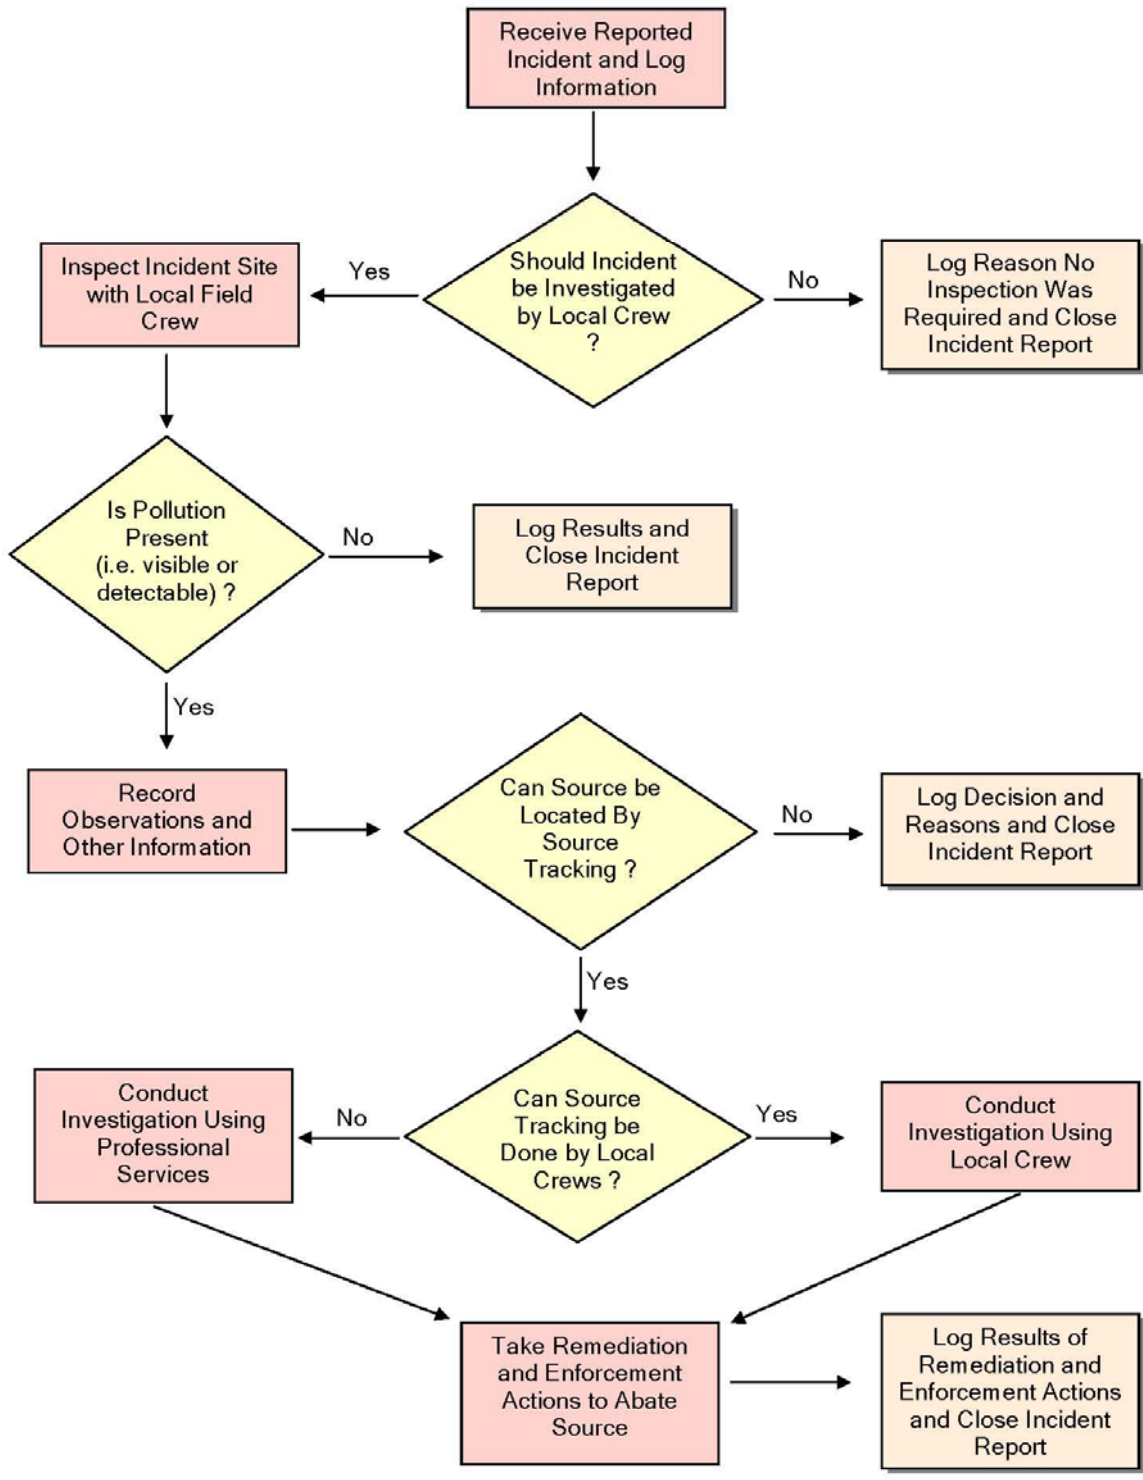 Receive Reported
Incident and Log
Information
Should Incident
be Investigated
by Local Crew
?
Yes
No
Inspect Incident Site
with Local Field
Crew
Log Reason No
Inspection Was
Required and Close
Incident Report
Is Pollution
Present
(i.e. visible or
detectable) ?
No
Log Results and
Close Incident
Report
Yes
Record
Observations and
Other Information
Can Source be
Located By
Source
Tracking ?
No
Log Decision and
Reasons and Close
Incident Report
Yes
Can Source
Tracking be
Done by Local
Crews ?
No
Conduct
Investigation Using
Professional
Services
Yes
Conduct
Investigation Using
Local Crew
Take Remediation
and Enforcement
Actions to Abate
Source
Log Results of
Remediation and
Enforcement Actions
and Close Incident
Report